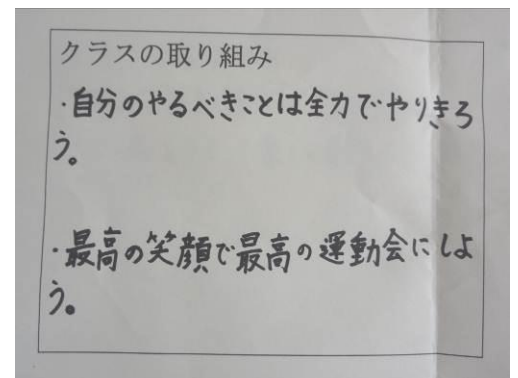 クラスの取り組み
・自分のやるべきことは全力でやりきろ
う。
・最高の笑顔で最高の運動会にしよ
う。